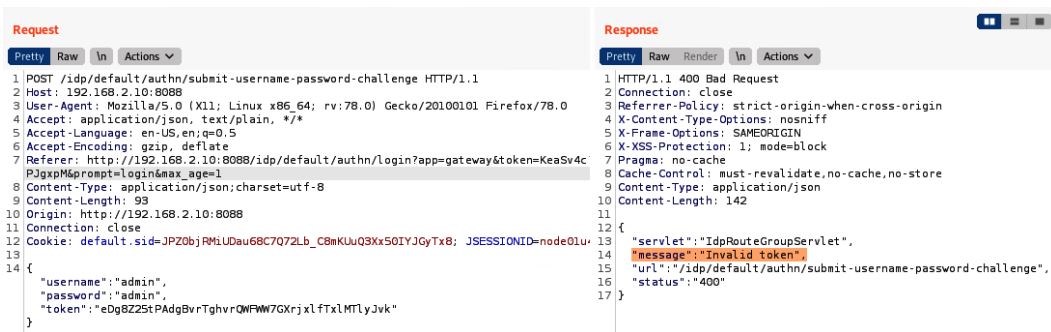 Request
Pretty Raw \n Actions
1 POST /idp/default/authn/submit-username-password-challenge HTTP/1.1
2 Host: 192.168.2.10:8088
3 User-Agent: Mozilla/5.0 (X11; Linux x86_64; rv:78.0) Gecko/20100101 Firefox/78.0
4 Accept: application/json, text/plain, */*
5 Accept-Language: en-US,en;q=0.5
6 Accept-Encoding: gzip, deflate
7 Referer: http://192.168.2.10:8088/idp/default/authn/login?app=gateway&token=KeaSv4c
PJgxpM&prompt=login&max_age=1
8 Content-Type: application/json;charset=utf-8
9 Content-Length: 93
10 Origin: http://192.168.2.10:8088
11 Connection: close
12 Cookie: default.sid=JPZ0bjRMiUDau68C7Q72Lb_C8mKUuQ3Xx50IYJGyTx8; JSESSIONID=node01u
13
14 {
"username":"admin",
"password":"admin",
"token":"eDg8Z25tPAdgBvrTghvrQWFWW7GXrjxlfTxlMTlyJvk"
}
Response
Pretty Raw Render \n Actions
1 HTTP/1.1 400 Bad Request
2 Connection: close
3 Referrer-Policy: strict-origin-when-cross-origin
4 X-Content-Type-Options: nosniff
5 X-Frame-Options: SAMEORIGIN
6 X-XSS-Protection: 1; mode=block
7 Pragma: no-cache
8 Cache-Control: must-revalidate,no-cache,no-store
9 Content-Type: application/json
10 Content-Length: 142
11
12 {
13 "servlet":"IdpRouteGroupServlet",
14 "message":"Invalid token",
15 "url":"/idp/default/authn/submit-username-password-challenge",
16 "status":"400"
17 }